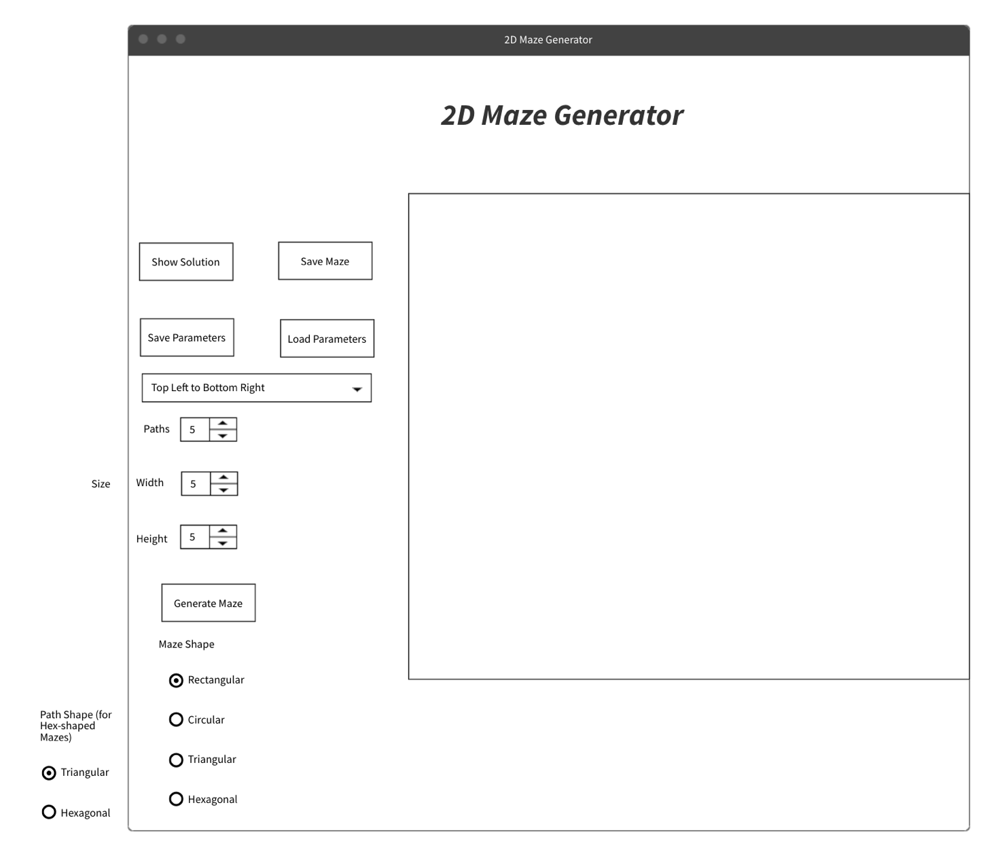 2D Maze Generator
2D Maze Generator
Show Solution
Save Maze
Save Parameters
Load Parameters
Top Left to Bottom Right
Paths
5
Size
Width
5
Height
5
Generate Maze
Maze Shape
Rectangular
Circular
Triangular
Hexagonal
Path Shape (for
Hex-shaped
Mazes)
Triangular
Hexagonal